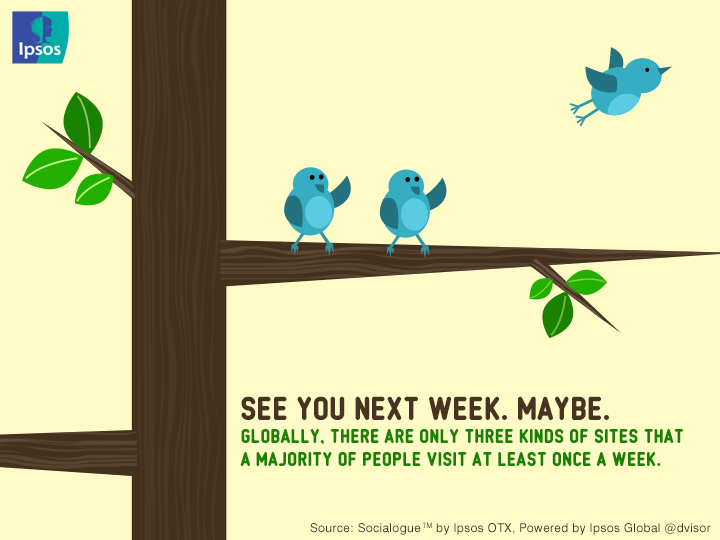 Ipsos
SEE YOU NEXT WEEK. MAYBE.
GLOBALLY, THERE ARE ONLY THREE KINDS OF SITES THAT
A MAJORITY OF PEOPLE VISIT AT LEAST ONCE A WEEK.
Source: Socialogue™ by Ipsos OTX, Powered by Ipsos Global @dvisor